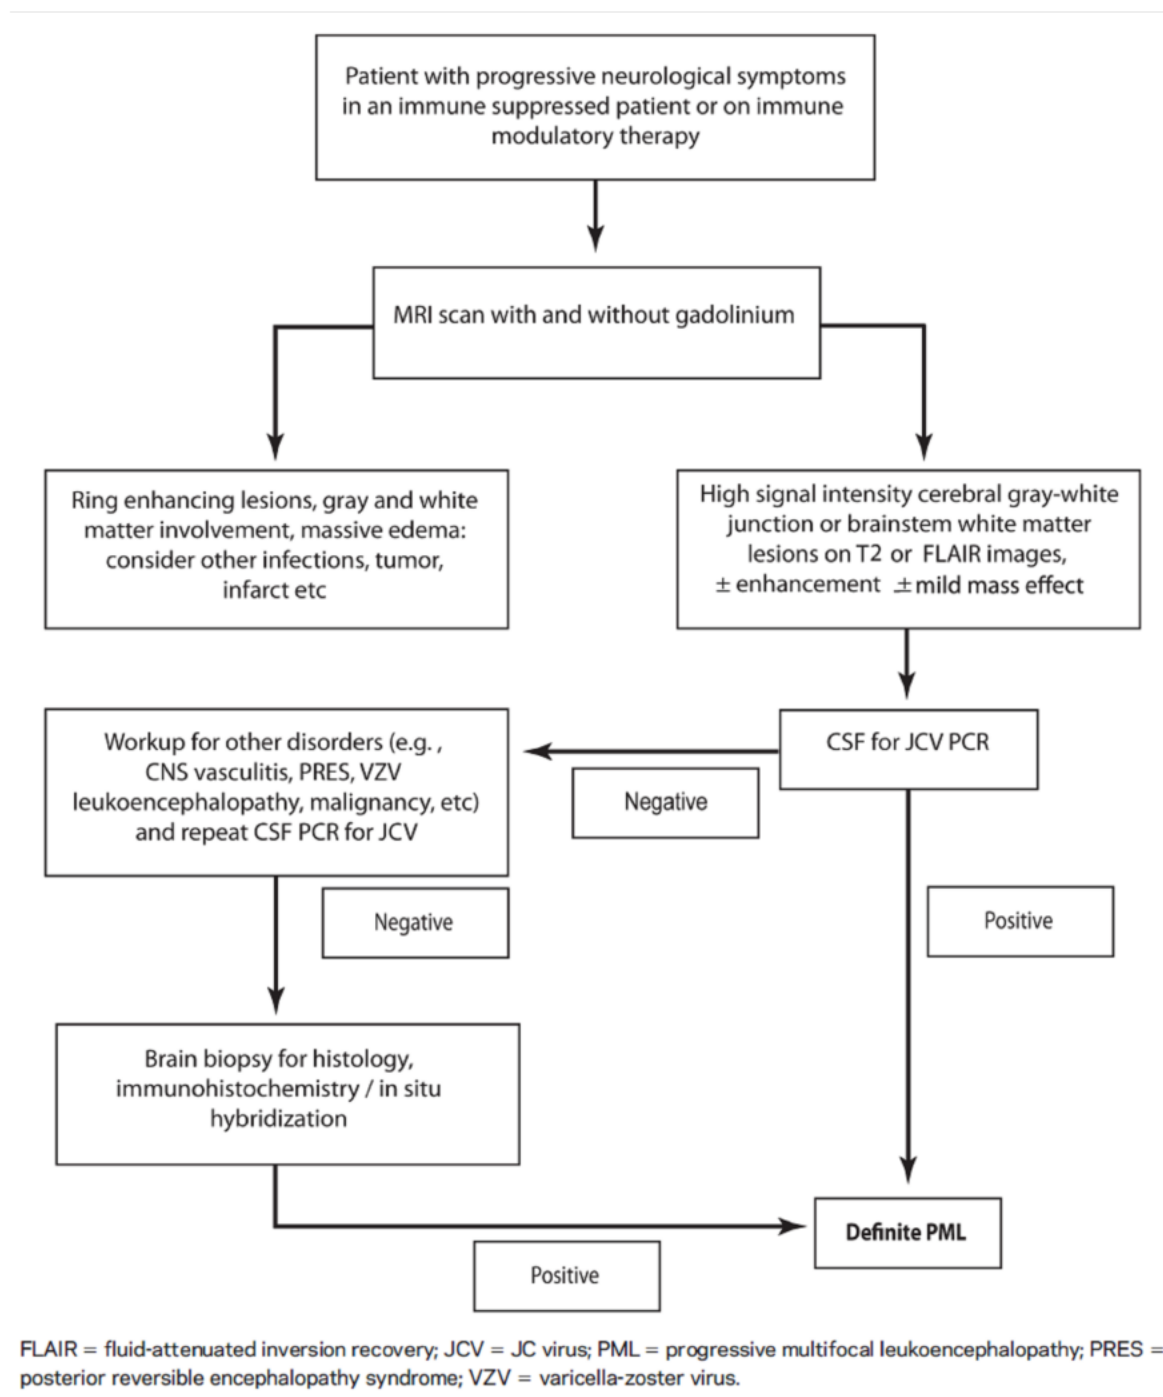 Patient with progressive neurological symptoms
in an immune suppressed patient or on immune
modulatory therapy
MRI scan with and without gadolinium
Ring enhancing lesions, gray and white
matter involvement, massive edema:
consider other infections, tumor,
infarct etc
High signal intensity cerebral gray-white
junction or brainstem white matter
lesions on T2 or FLAIR images,
± enhancement ± mild mass effect
CSF for JCV PCR
Negative
Workup for other disorders (e.g.,
CNS vasculitis, PRES, VZV
leukoencephalopathy, malignancy, etc)
and repeat CSF PCR for JCV
Positive
Negative
Brain biopsy for histology,
immunohistochemistry / in situ
hybridization
Positive
Definite PML
FLAIR = fluid-attenuated inversion recovery; JCV = JC virus; PML = progressive multifocal leukoencephalopathy; PRES =
posterior reversible encephalopathy syndrome; VZV = varicella-zoster virus.